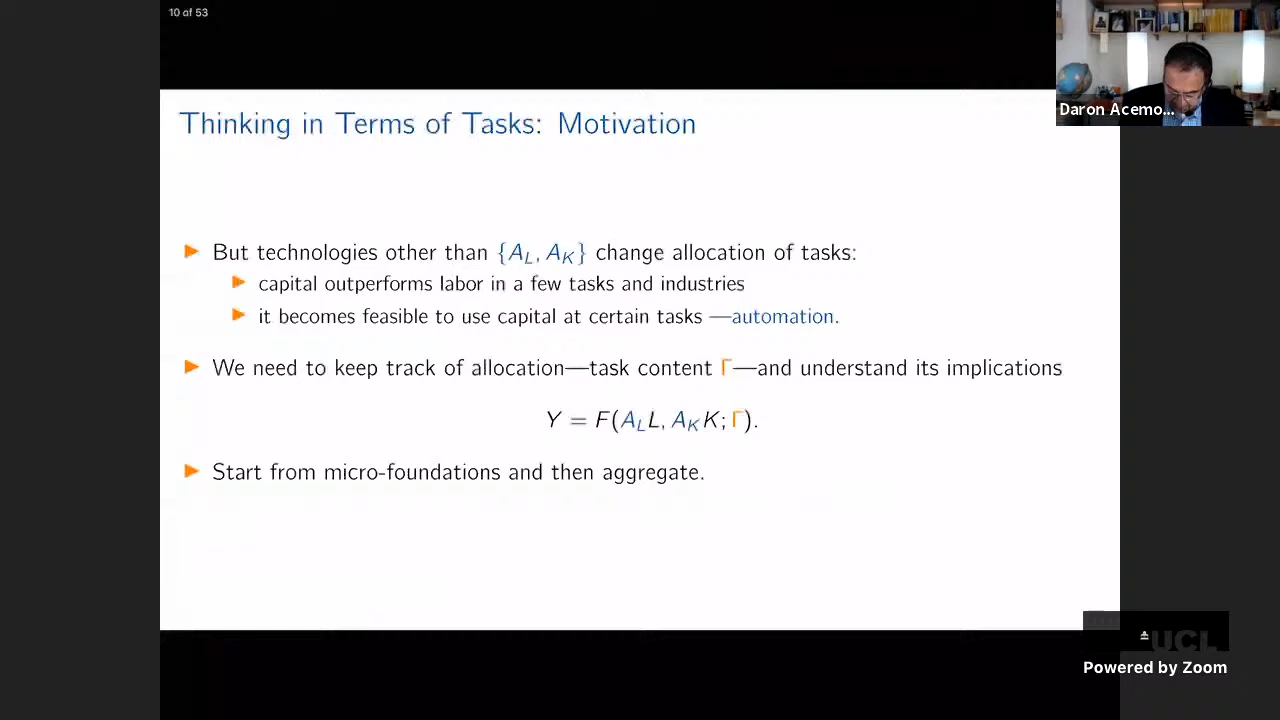 10 of 53
Daron Acemo...
Thinking in Terms of Tasks: Motivation
But technologies other than {A_L, A_K} change allocation of tasks:
capital outperforms labor in a few tasks and industries
it becomes feasible to use capital at certain tasks —automation.
We need to keep track of allocation—task content Γ—and understand its implications
Y = F(A_L L, A_K K; Γ).
Start from micro-foundations and then aggregate.
UCL
Powered by Zoom